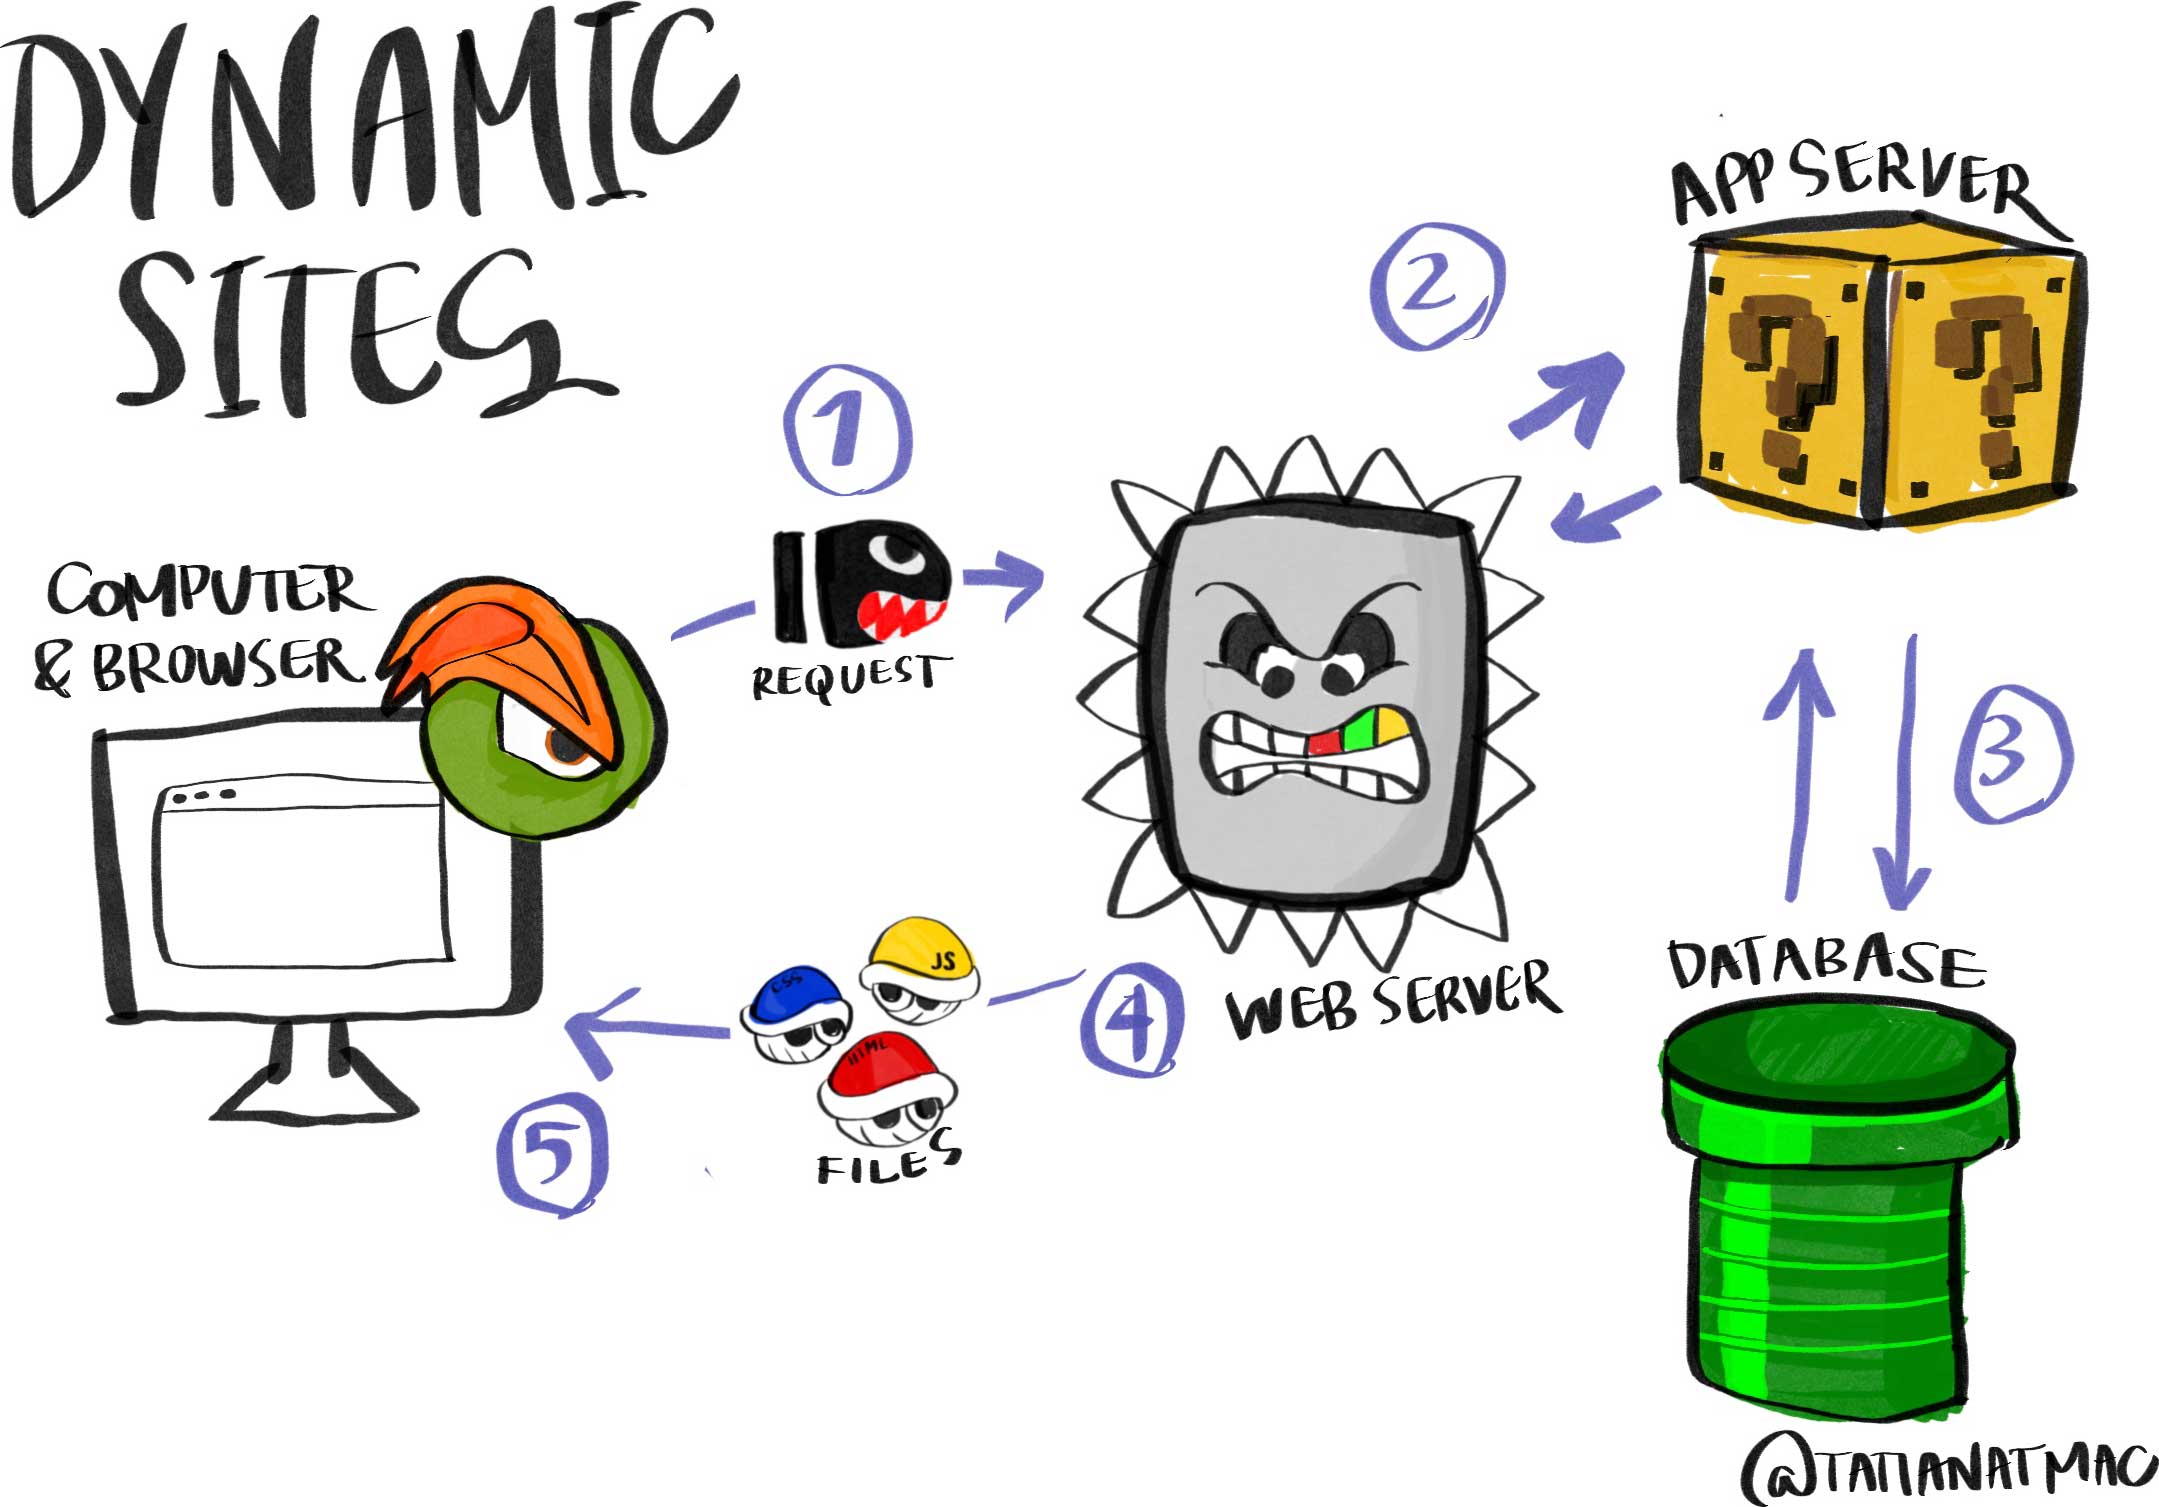 DYNAMIC
SITES
APP SERVER
2
1
COMPUTER
& BROWSER
REQUEST
3
DATABASE
JS
CSS
HTML
4
WEB SERVER
5
FILES
@TATIANATMAC